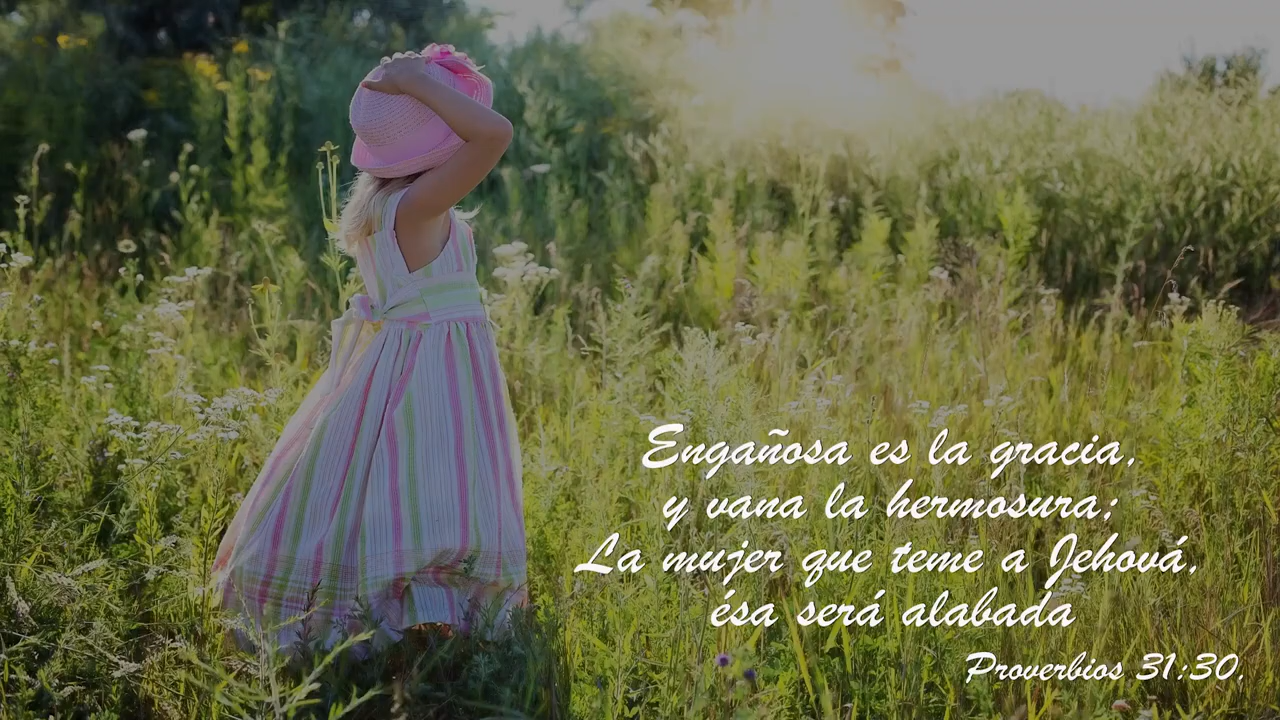 Engañosa es la gracia,
y vana la hermosura;
La mujer que teme a Jehová,
ésa será alabada
Proverbios 31:30.